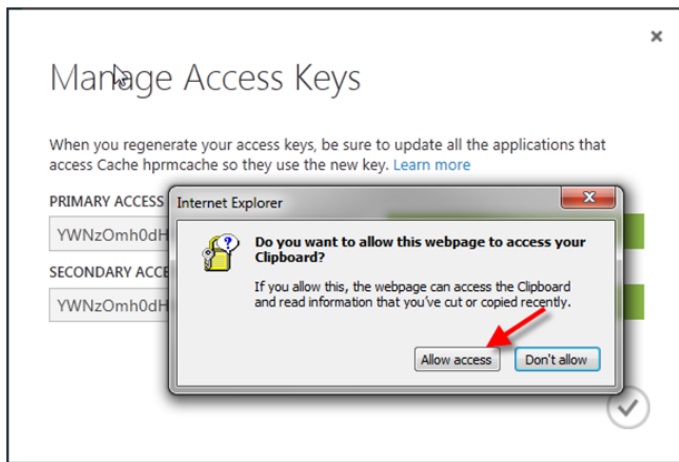 Manage Access Keys
When you regenerate your access keys, be sure to update all the applications that
access Cache hprmcache so they use the new key. Learn more
PRIMARY ACCESS
YWNzOmh0dH
SECONDARY ACCE
YWNzOmh0dH
Internet Explorer
Do you want to allow this webpage to access your
Clipboard?
If you allow this, the webpage can access the Clipboard
and read information that you've cut or copied recently.
Allow access Don't allow